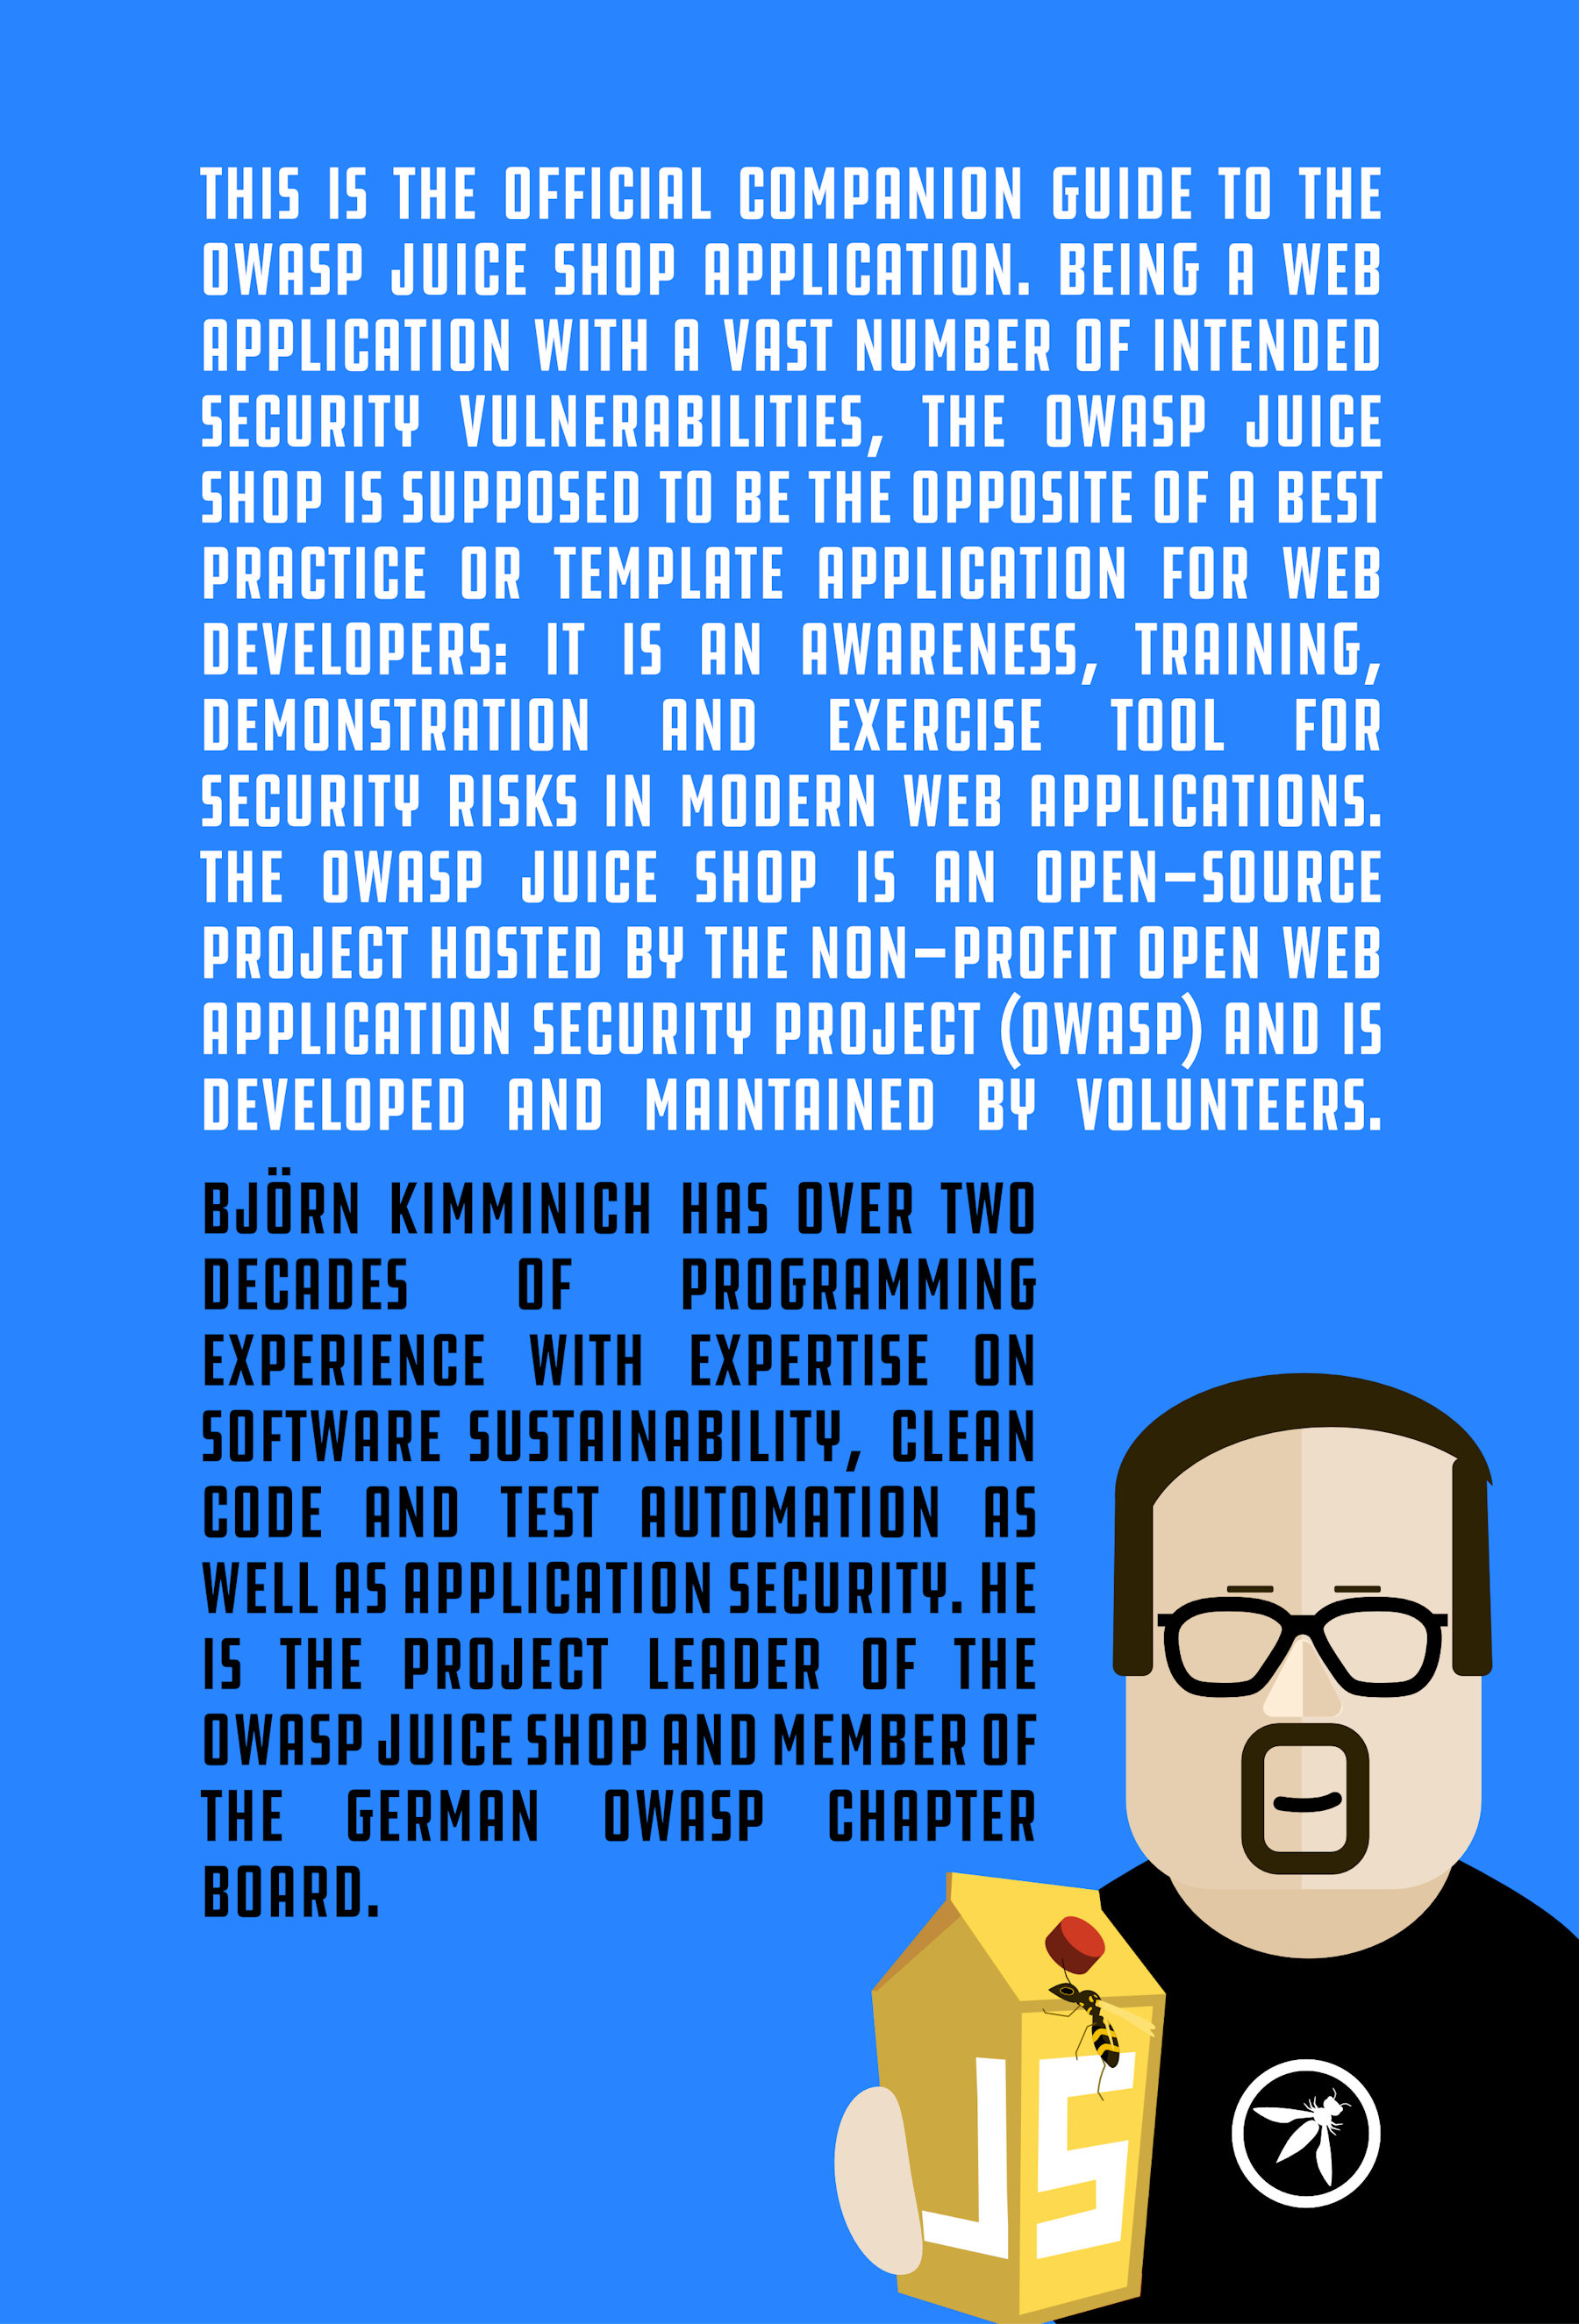 THIS IS THE OFFICIAL COMPANION GUIDE TO THE
OWASP JUICE SHOP APPLICATION. BEING A WEB
APPLICATION WITH A VAST NUMBER OF INTENDED
SECURITY VULNERABILITIES, THE OWASP JUICE
SHOP IS SUPPOSED TO BE THE OPPOSITE OF A BEST
PRACTICE OR TEMPLATE APPLICATION FOR WEB
DEVELOPERS: IT IS AN AWARENESS, TRAINING,
DEMONSTRATION AND EXERCISE TOOL FOR
SECURITY RISKS IN MODERN WEB APPLICATIONS.
THE OWASP JUICE SHOP IS AN OPEN-SOURCE
PROJECT HOSTED BY THE NON-PROFIT OPEN WEB
APPLICATION SECURITY PROJECT (OWASP) AND IS
DEVELOPED AND MAINTAINED BY VOLUNTEERS.
BJÖRN KIMMINICH HAS OVER TWO
DECADES OF PROGRAMMING
EXPERIENCE WITH EXPERTISE ON
SOFTWARE SUSTAINABILITY, CLEAN
CODE AND TEST AUTOMATION AS
WELL AS APPLICATION SECURITY. HE
IS THE PROJECT LEADER OF THE
OWASP JUICE SHOP AND MEMBER OF
THE GERMAN OWASP CHAPTER
BOARD.
JS